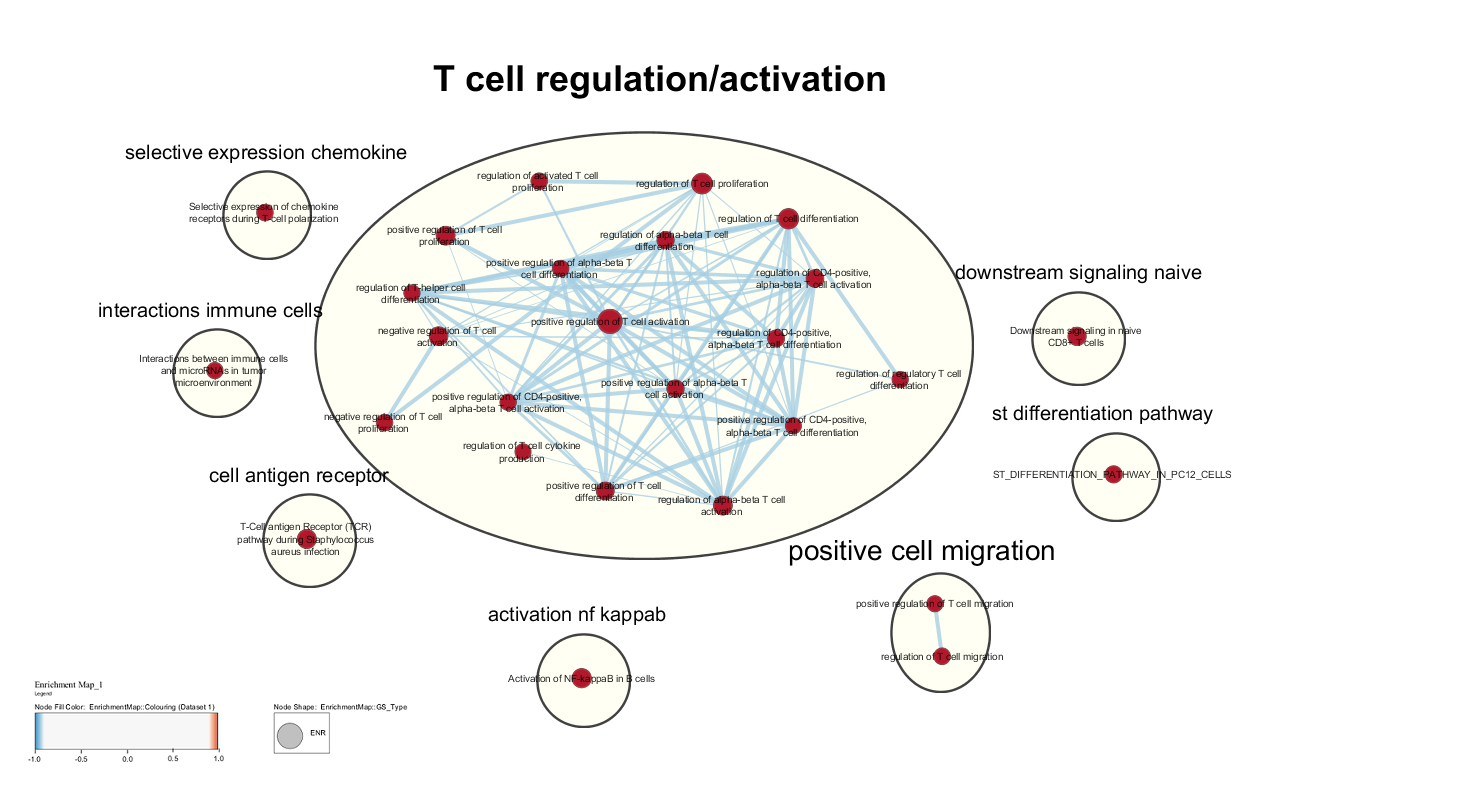 T cell regulation/activation
selective expression chemokine
Selective expression of chemokine
receptors during T-cell polarization
interactions immune cells
Interactions between immune cells
and microRNAs in tumor
microenvironment
cell antigen receptor
T-Cell antigen Receptor (TCR)
pathway during Staphylococcus
aureus infection
regulation of activated T cell
proliferation
regulation of T cell proliferation
regulation of T cell differentiation
positive regulation of T cell
proliferation
regulation of alpha-beta T cell
differentiation
positive regulation of alpha-beta T
cell differentiation
regulation of CD4-positive,
alpha-beta T cell activation
regulation of T-helper cell
differentiation
positive regulation of T cell activation
negative regulation of T cell
activation
regulation of CD4-positive,
alpha-beta T cell differentiation
regulation of regulatory T cell
differentiation
positive regulation of alpha-beta T
cell activation
positive regulation of CD4-positive,
alpha-beta T cell activation
negative regulation of T cell
proliferation
positive regulation of CD4-positive,
alpha-beta T cell differentiation
regulation of T cell cytokine
production
positive regulation of T cell
differentiation
regulation of alpha-beta T cell
activation
downstream signaling naive
Downstream signaling in naive
CD8+ T cells
st differentiation pathway
ST_DIFFERENTIATION_PATHWAY_IN_PC12_CELLS
positive cell migration
positive regulation of T cell migration
regulation of T cell migration
activation nf kappab
Activation of NF-kappaB in B cells
Enrichment Map_1
Legend
Node Fill Color: EnrichmentMap::Colouring (Dataset 1)
-1.0 -0.5 0.0 0.5 1.0
Node Shape: EnrichmentMap::GS_Type
ENR